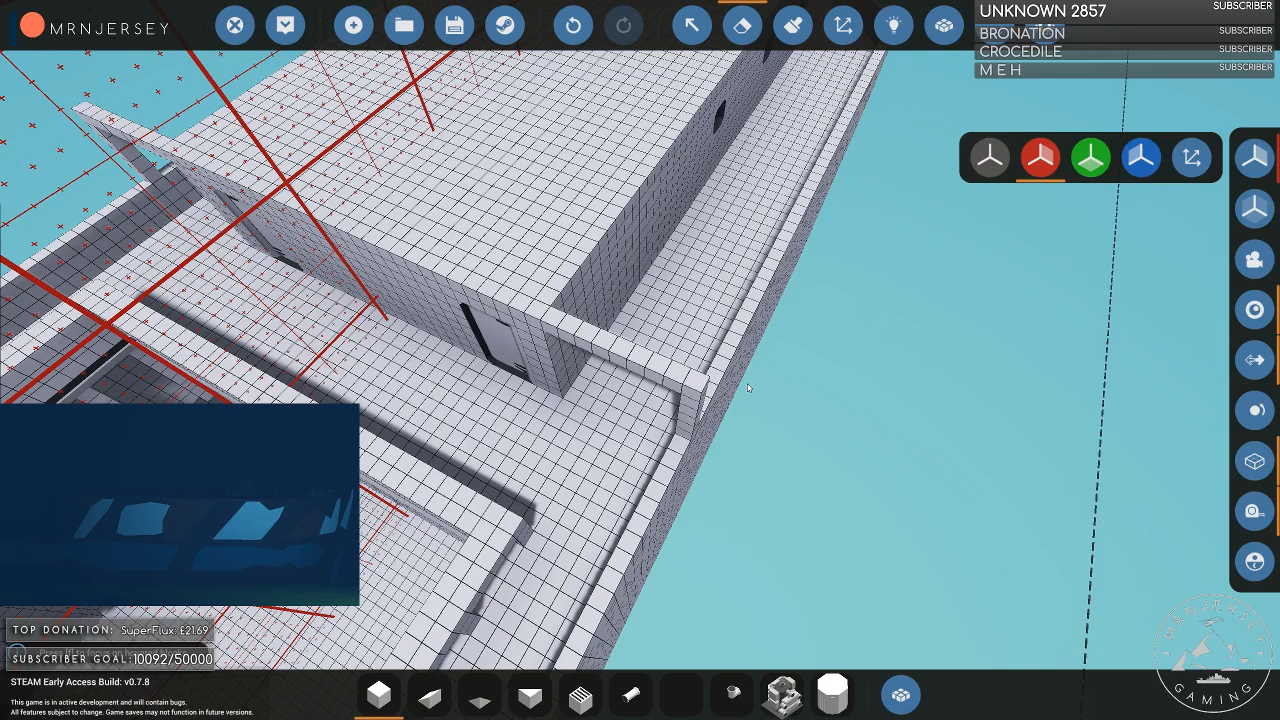 MRNJERSEY
UNKNOWN 2857 SUBSCRIBER
BRONATION SUBSCRIBER
CROCEDILE SUBSCRIBER
M E H SUBSCRIBER
TOP DONATION: SuperFlux: £21.69
SUBSCRIBER GOAL: 10092/50000
STEAM Early Access Build: v0.7.8
This game is in active development and will contain bugs.
All features subject to change. Game saves may not function in future versions.
MRNJERSEY
GAMING